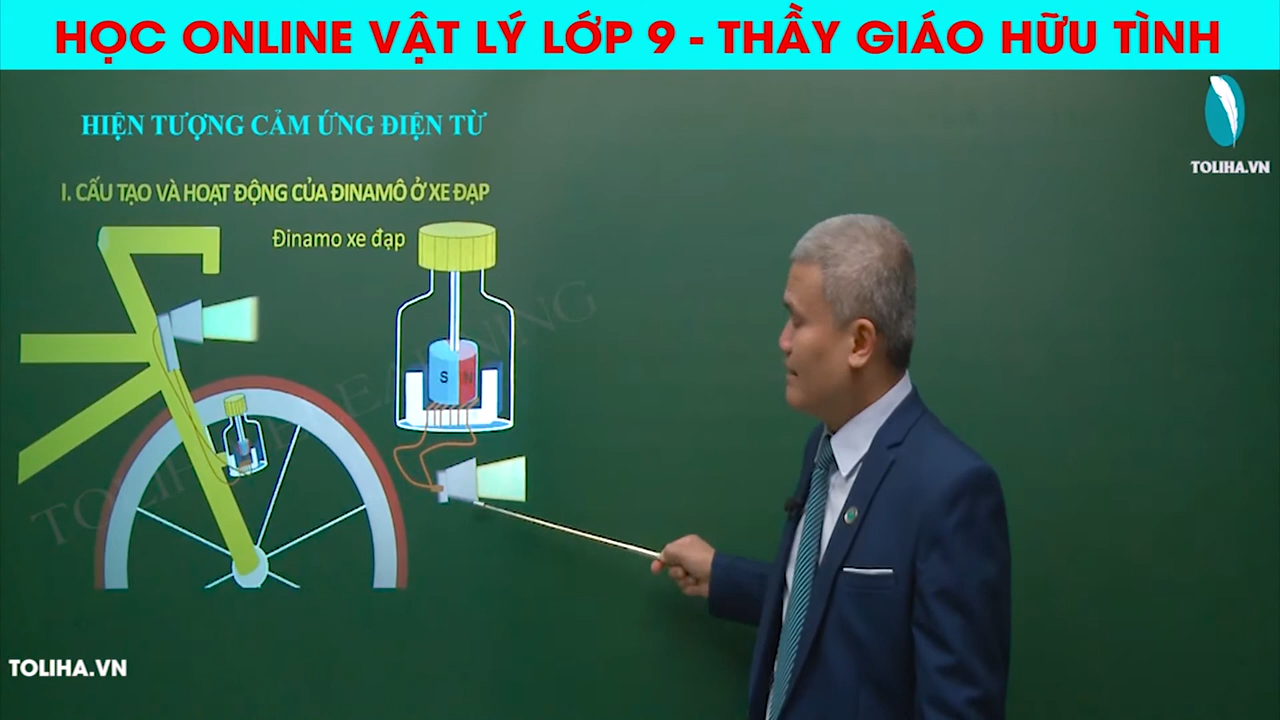 HỌC ONLINE VẬT LÝ LỚP 9 - THẦY GIÁO HỮU TÌNH
HIỆN TƯỢNG CẢM ỨNG ĐIỆN TỪ
TOLIHA.VN
I. CẤU TẠO VÀ HOẠT ĐỘNG CỦA ĐINAMÔ Ở XE ĐẠP
Đinamo xe đạp
S N
TOLIHA.VN